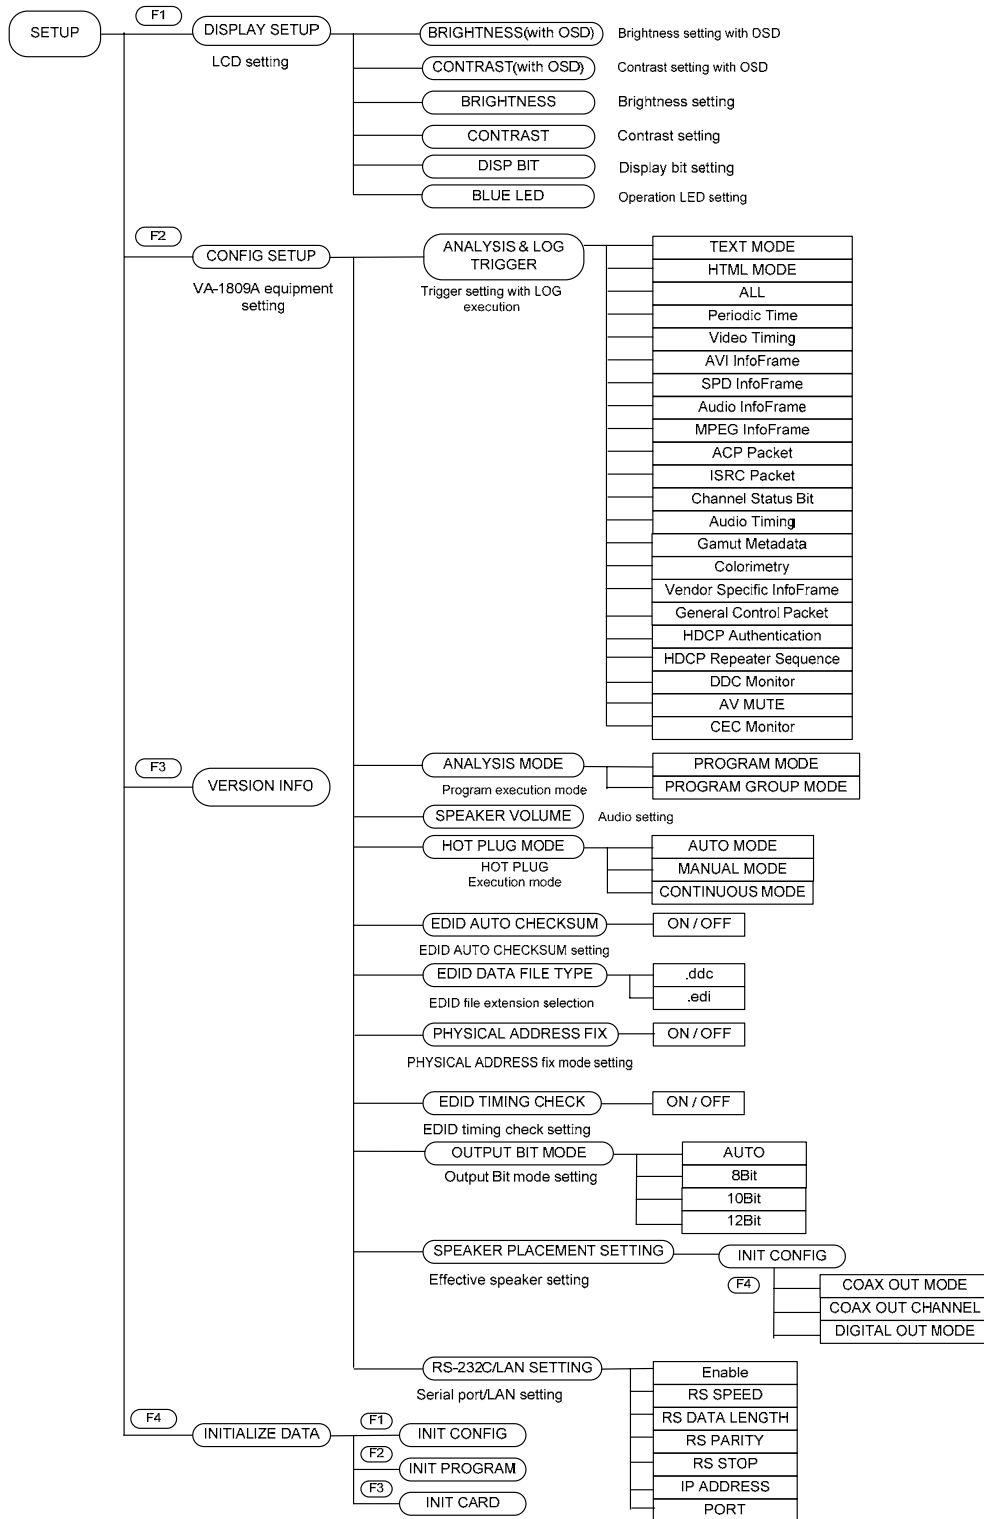 SETUP
F1
DISPLAY SETUP
LCD setting
BRIGHTNESS(with OSD)
Brightness setting with OSD
CONTRAST(with OSD)
Contrast setting with OSD
BRIGHTNESS
Brightness setting
CONTRAST
Contrast setting
DISP BIT
Display bit setting
BLUE LED
Operation LED setting
F2
CONFIG SETUP
VA-1809A equipment
setting
ANALYSIS & LOG
TRIGGER
Trigger setting with LOG
execution
TEXT MODE
HTML MODE
ALL
Periodic Time
Video Timing
AVI InfoFrame
SPD InfoFrame
Audio InfoFrame
MPEG InfoFrame
ACP Packet
ISRC Packet
Channel Status Bit
Audio Timing
Gamut Metadata
Colorimetry
Vendor Specific InfoFrame
General Control Packet
HDCP Authentication
HDCP Repeater Sequence
DDC Monitor
AV MUTE
CEC Monitor
F3
VERSION INFO
ANALYSIS MODE
Program execution mode
PROGRAM MODE
PROGRAM GROUP MODE
SPEAKER VOLUME
Audio setting
HOT PLUG MODE
HOT PLUG
Execution mode
AUTO MODE
MANUAL MODE
CONTINUOUS MODE
EDID AUTO CHECKSUM
ON / OFF
EDID AUTO CHECKSUM setting
EDID DATA FILE TYPE
EDID file extension selection
.ddc
.edi
PHYSICAL ADDRESS FIX
ON / OFF
PHYSICAL ADDRESS fix mode setting
EDID TIMING CHECK
ON / OFF
EDID timing check setting
OUTPUT BIT MODE
Output Bit mode setting
AUTO
8Bit
10Bit
12Bit
SPEAKER PLACEMENT SETTING
Effective speaker setting
INIT CONFIG
F4
COAX OUT MODE
COAX OUT CHANNEL
DIGITAL OUT MODE
RS-232C/LAN SETTING
Serial port/LAN setting
Enable
RS SPEED
RS DATA LENGTH
RS PARITY
RS STOP
IP ADDRESS
PORT
F4
INITIALIZE DATA
F1
INIT CONFIG
F2
INIT PROGRAM
F3
INIT CARD